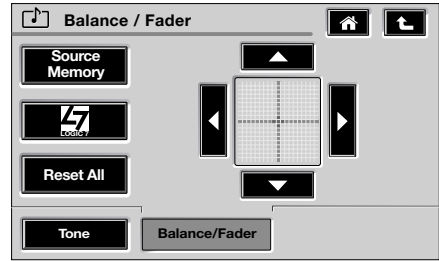 Balance / Fader
Source
Memory
LOGIC 7
Reset All
Tone
Balance/Fader